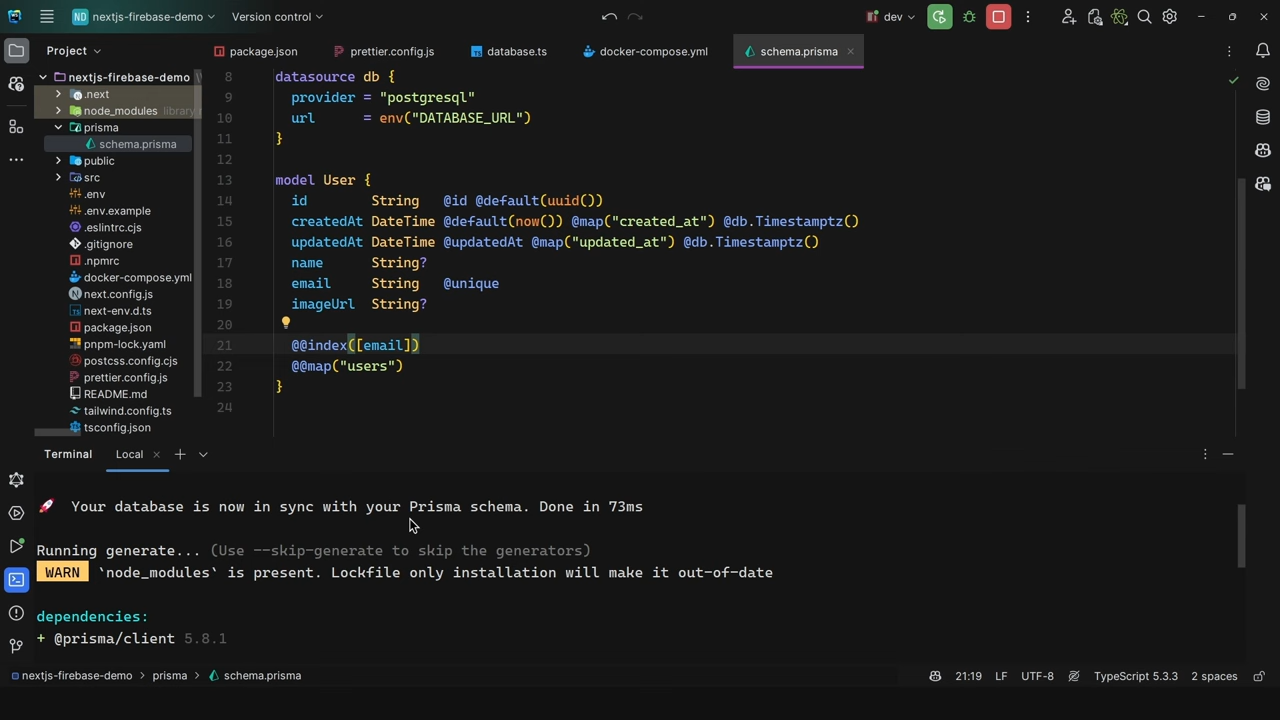 ND nextjs-firebase-demo Version control dev
Project
package.json prettier.config.js database.ts docker-compose.yml schema.prisma
nextjs-firebase-demo
.next
node_modules library
prisma
schema.prisma
public
src
.env
.env.example
.eslintrc.cjs
.gitignore
.npmrc
docker-compose.yml
next.config.js
next-env.d.ts
package.json
pnpm-lock.yaml
postcss.config.cjs
prettier.config.js
README.md
tailwind.config.ts
tsconfig.json
8 datasource db {
9 provider = "postgresql"
10 url = env("DATABASE_URL")
11 }
12
13 model User {
14 id String @id @default(uuid())
15 createdAt DateTime @default(now()) @map("created_at") @db.Timestamptz()
16 updatedAt DateTime @updatedAt @map("updated_at") @db.Timestamptz()
17 name String?
18 email String @unique
19 imageUrl String?
20
21 @@index([email])
22 @@map("users")
23 }
24
Terminal Local
🚀 Your database is now in sync with your Prisma schema. Done in 73ms
Running generate... (Use --skip-generate to skip the generators)
WARN `node_modules` is present. Lockfile only installation will make it out-of-date
dependencies:
+ @prisma/client 5.8.1
nextjs-firebase-demo > prisma > schema.prisma 21:19 LF UTF-8 TypeScript 5.3.3 2 spaces